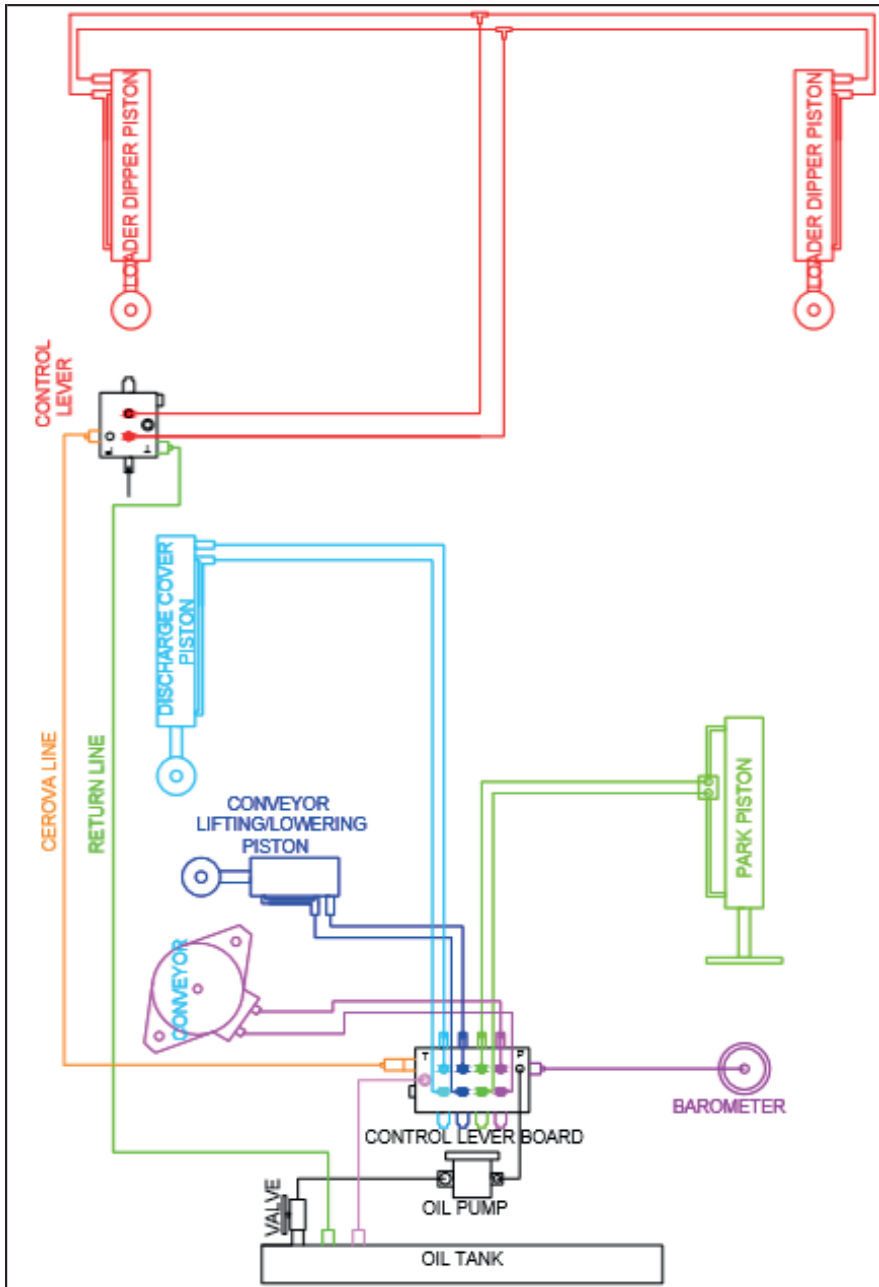 LOADER DIPPER PISTON
LOADER DIPPER PISTON
CONTROL
LEVER
P
T
DISCHARGE COVER
PISTON
CEROVA LINE
RETURN LINE
CONVEYOR
LIFTING/LOWERING
PISTON
PARK PISTON
CONVEYOR
T
P
BAROMETER
CONTROL LEVER BOARD
VALVE
OIL PUMP
OIL TANK